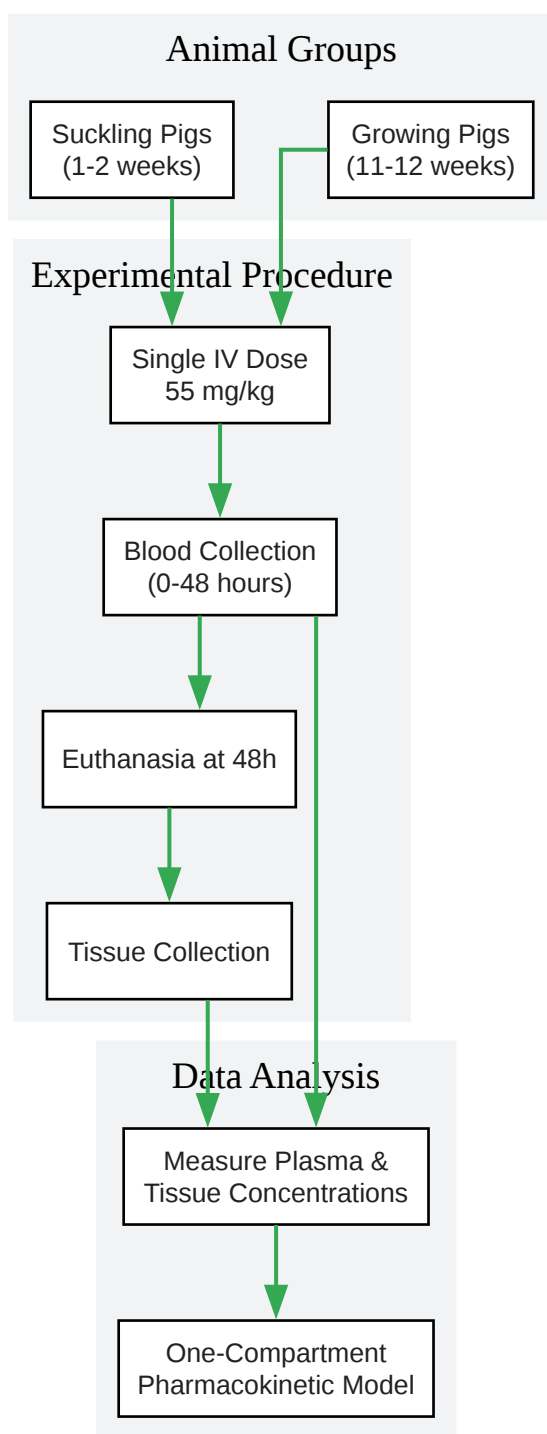 Animal Groups
Suckling Pigs
(1-2 weeks)
Growing Pigs
(11-12 weeks)
Experimental Procedure
Single IV Dose
55 mg/kg
Blood Collection
(0-48 hours)
Euthanasia at 48h
Tissue Collection
Data Analysis
Measure Plasma &
Tissue Concentrations
One-Compartment
Pharmacokinetic Model